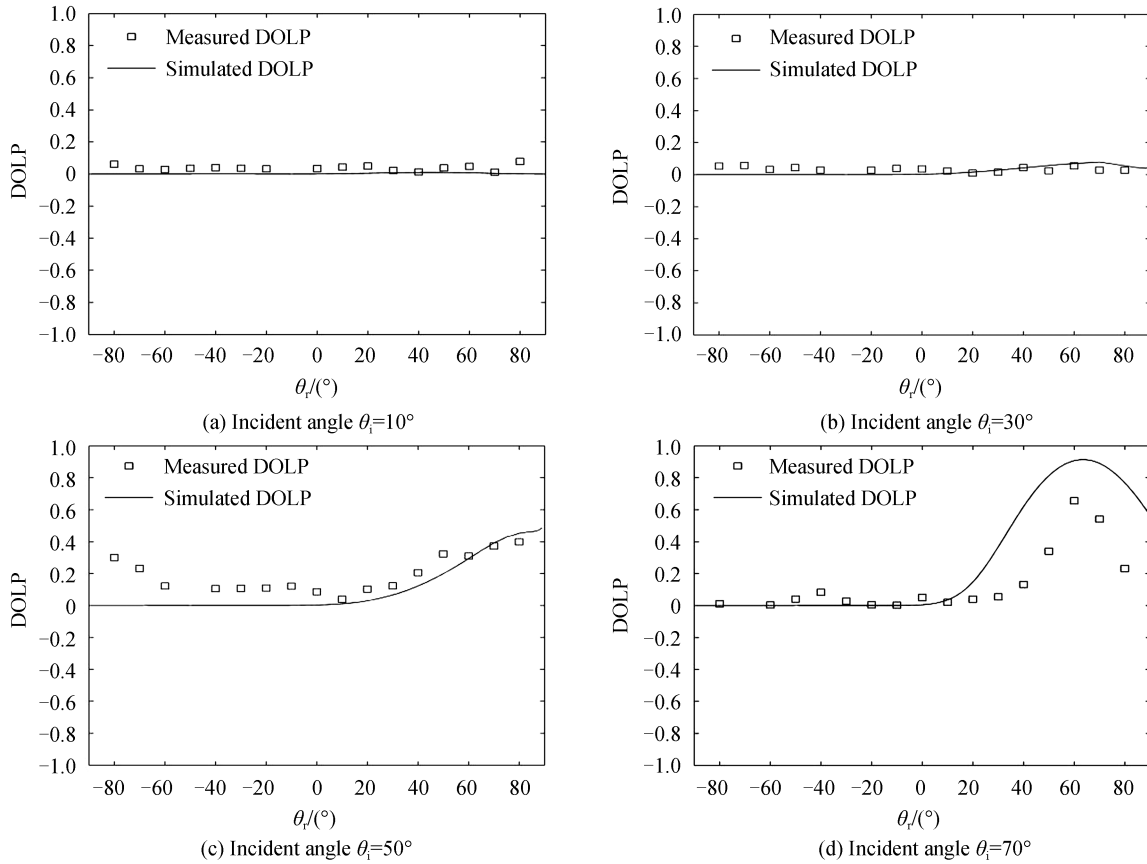 1.0
0.8
0.6
0.4
0.2
0
−0.2
−0.4
−0.6
−0.8
−1.0
DOLP
Measured DOLP
Simulated DOLP
−80 −60 −40 −20 0 20 40 60 80
θr/(°)
(a) Incident angle θi=10°
1.0
0.8
0.6
0.4
0.2
0
−0.2
−0.4
−0.6
−0.8
−1.0
DOLP
Measured DOLP
Simulated DOLP
−80 −60 −40 −20 0 20 40 60 80
θr/(°)
(b) Incident angle θi=30°
1.0
0.8
0.6
0.4
0.2
0
−0.2
−0.4
−0.6
−0.8
−1.0
DOLP
Measured DOLP
Simulated DOLP
−80 −60 −40 −20 0 20 40 60 80
θr/(°)
(c) Incident angle θi=50°
1.0
0.8
0.6
0.4
0.2
0
−0.2
−0.4
−0.6
−0.8
−1.0
DOLP
Measured DOLP
Simulated DOLP
−80 −60 −40 −20 0 20 40 60 80
θr/(°)
(d) Incident angle θi=70°